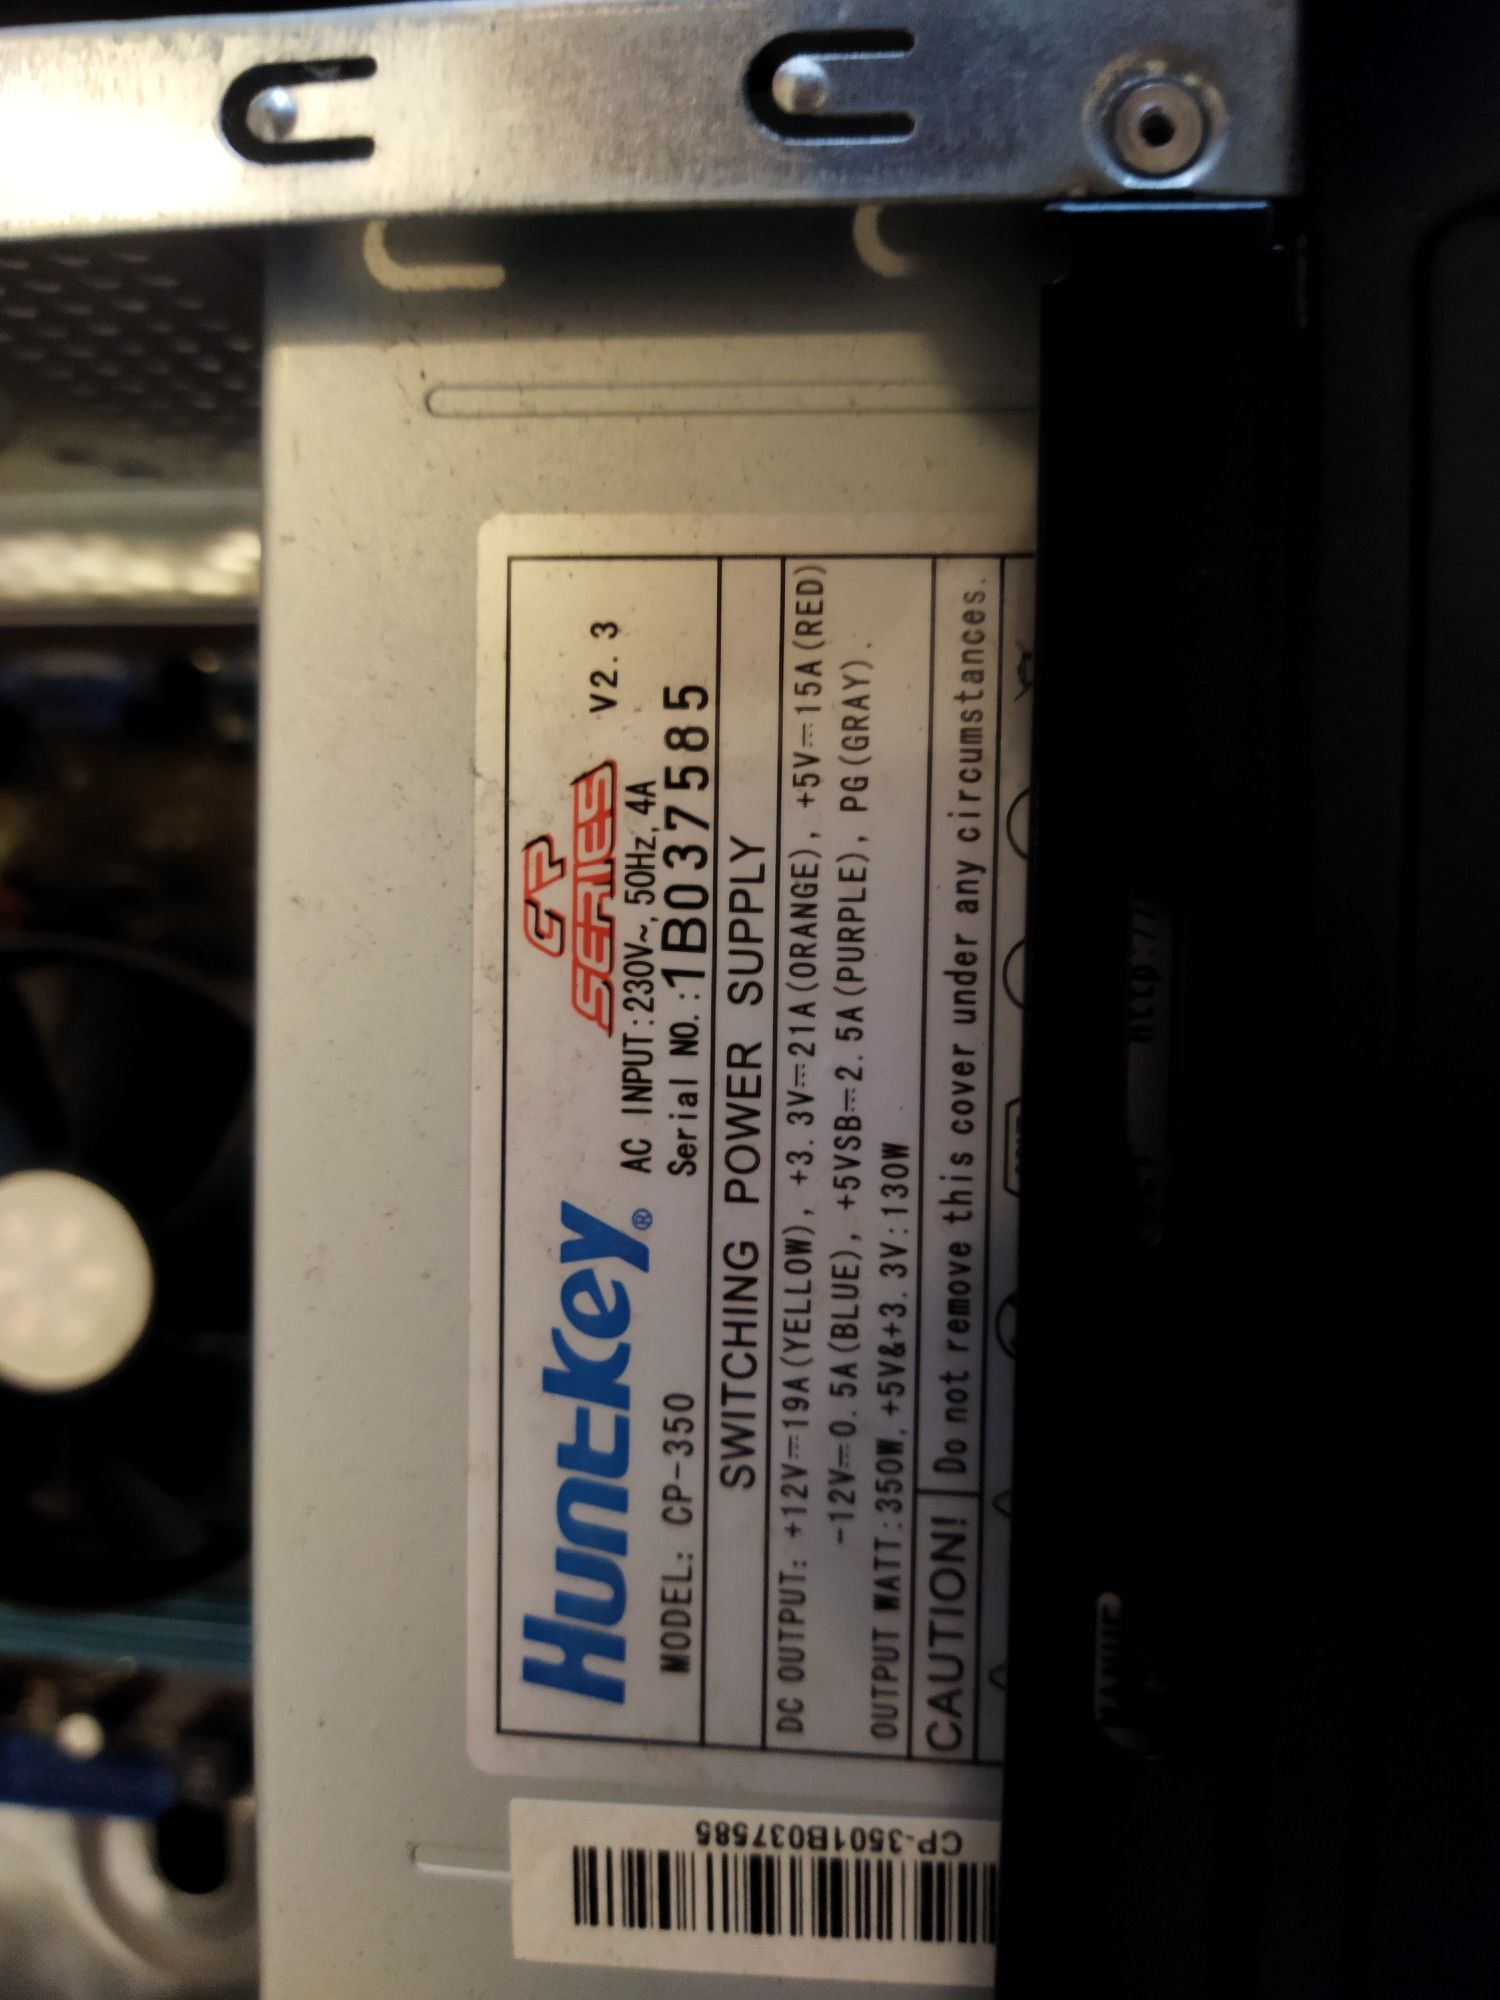 Huntkey®
CP
SERIES
V2.3
AC INPUT:230V~, 50Hz, 4A
MODEL: CP-350
Serial NO.:1B037585
SWITCHING POWER SUPPLY
DC OUTPUT: +12V⎓19A(YELLOW), +3.3V⎓21A(ORANGE), +5V⎓15A(RED)
-12V⎓0.5A(BLUE), +5VSB⎓2.5A(PURPLE), PG(GRAY).
OUTPUT WATT:350W, +5V&+3.3V:130W
CAUTION! Do not remove this cover under any circumstances.
CP-3501B037585
http://